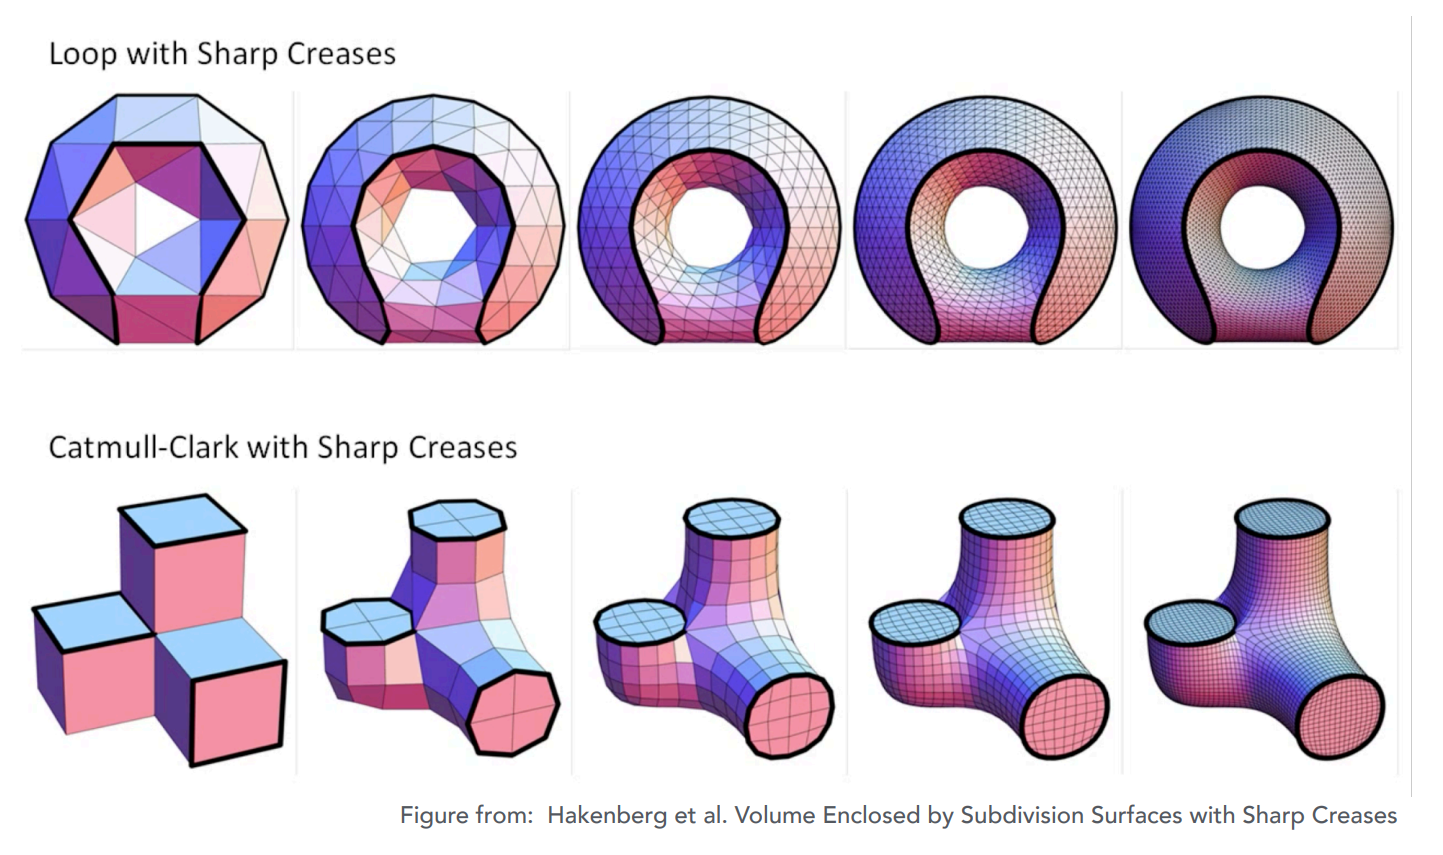 Loop with Sharp Creases
Catmull-Clark with Sharp Creases
Figure from: Hakenberg et al. Volume Enclosed by Subdivision Surfaces with Sharp Creases